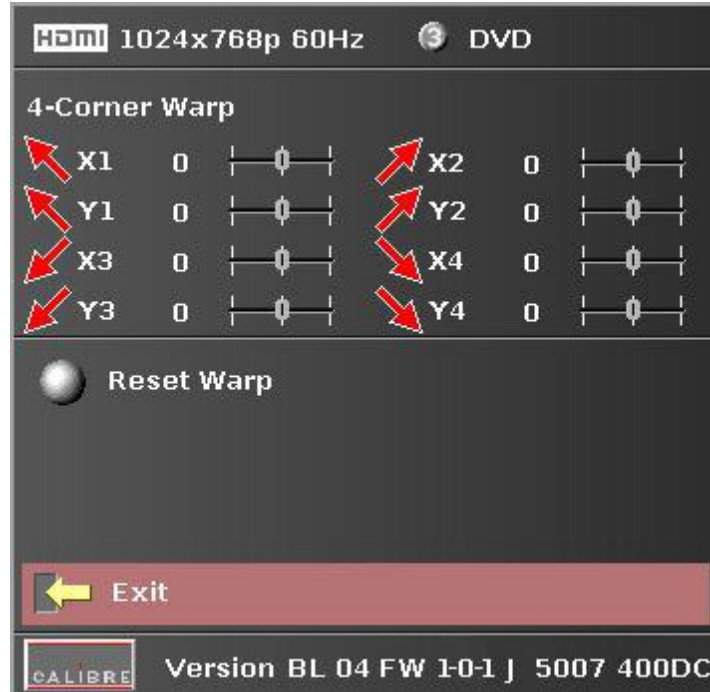 HDMI 1024x768p 60Hz 3 DVD
4-Corner Warp
X1 0 X2 0
Y1 0 Y2 0
X3 0 X4 0
Y3 0 Y4 0
Reset Warp
Exit
CALIBRE Version BL 04 FW 1-0-1 J 5007 400DC